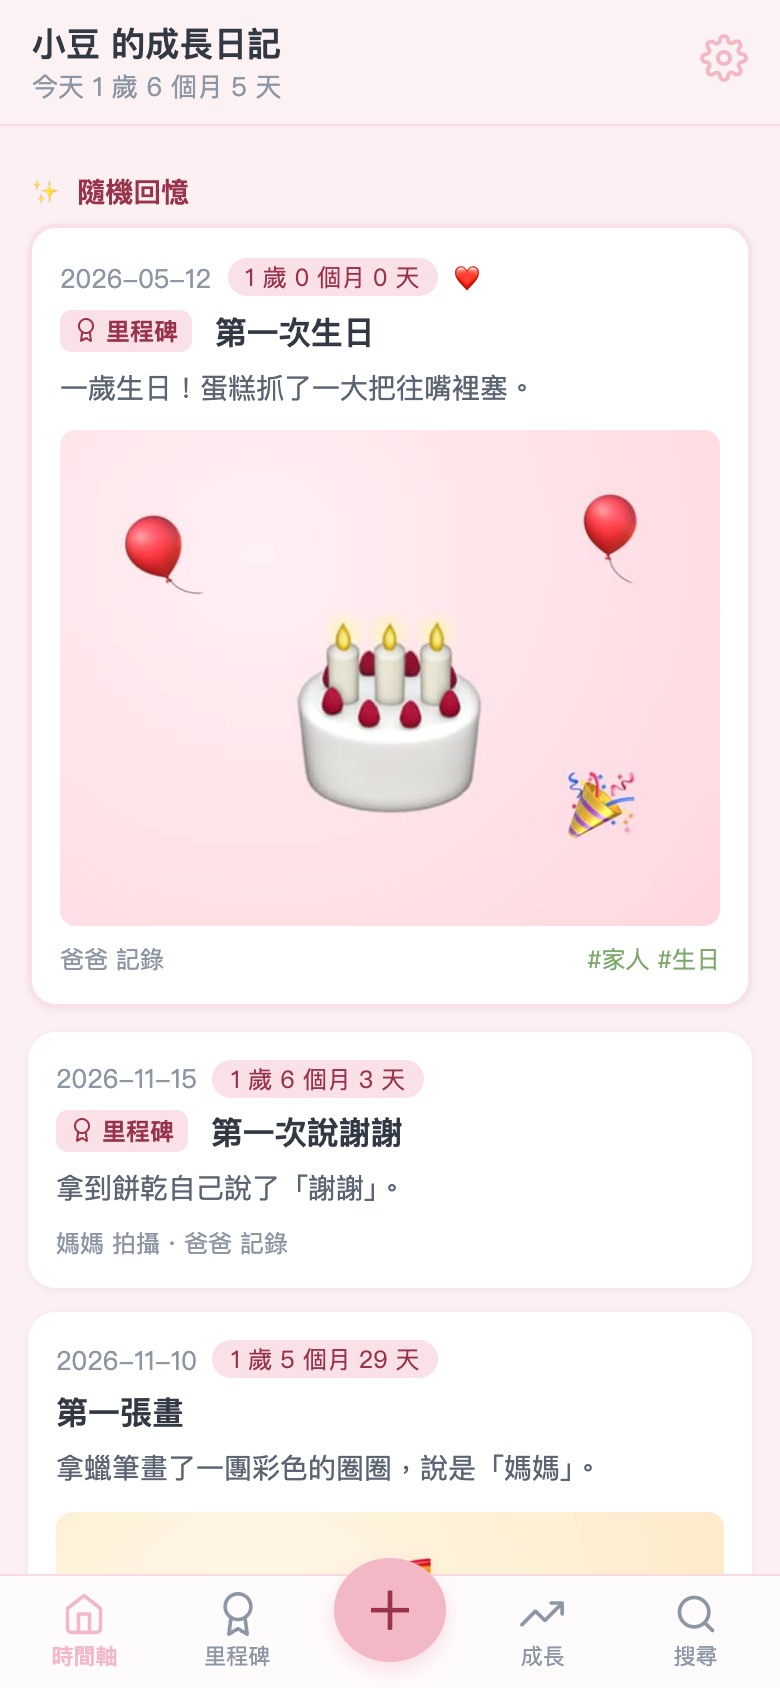 小豆 的成長日記
今天 1 歲 6 個月 5 天
隨機回憶
2026-05-12 1 歲 0 個月 0 天
里程碑 第一次生日
一歲生日！蛋糕抓了一大把往嘴裡塞。
爸爸 記錄 #家人 #生日
2026-11-15 1 歲 6 個月 3 天
里程碑 第一次說謝謝
拿到餅乾自己說了「謝謝」。
媽媽 拍攝 · 爸爸 記錄
2026-11-10 1 歲 5 個月 29 天
第一張畫
拿蠟筆畫了一團彩色的圈圈，說是「媽媽」。
時間軸 里程碑 成長 搜尋